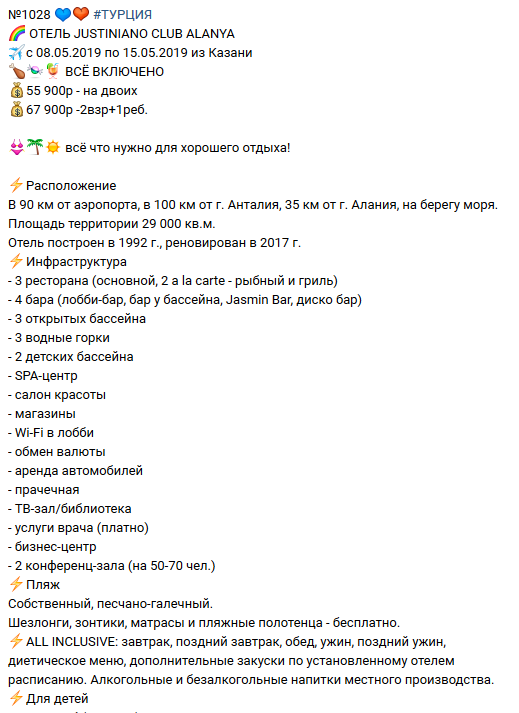 №1028 💙❤ #ТУРЦИЯ
🌈 ОТЕЛЬ JUSTINIANO CLUB ALANYA
✈с 08.05.2019 по 15.05.2019 из Казани
🍗🍬🍹 ВСЁ ВКЛЮЧЕНО
💰55 900р - на двоих
💰67 900р -2взр+1реб.
👙🌴☀ всё что нужно для хорошего отдыха!
⚡Расположение
В 90 км от аэропорта, в 100 км от г. Анталия, 35 км от г. Алания, на берегу моря.
Площадь территории 29 000 кв.м.
Отель построен в 1992 г., реновирован в 2017 г.
⚡Инфраструктура
- 3 ресторана (основной, 2 a la carte - рыбный и гриль)
- 4 бара (лобби-бар, бар у бассейна, Jasmin Bar, диско бар)
- 3 открытых бассейна
- 3 водные горки
- 2 детских бассейна
- SPA-центр
- салон красоты
- магазины
- Wi-Fi в лобби
- обмен валюты
- аренда автомобилей
- прачечная
- ТВ-зал/библиотека
- услуги врача (платно)
- бизнес-центр
- 2 конференц-зала (на 50-70 чел.)
⚡Пляж
Собственный, песчано-галечный.
Шезлонги, зонтики, матрасы и пляжные полотенца - бесплатно.
⚡ALL INCLUSIVE: завтрак, поздний завтрак, обед, ужин, поздний ужин,
диетическое меню, дополнительные закуски по установленному отелем
расписанию. Алкогольные и безалкогольные напитки местного производства.
⚡Для детей